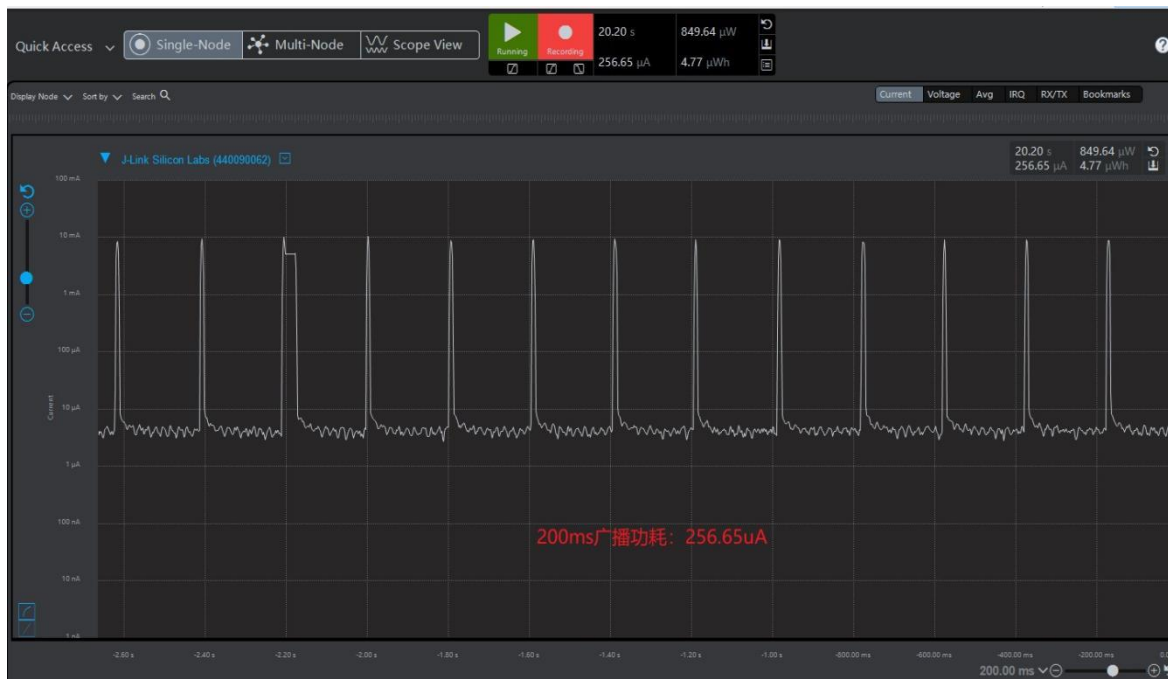 Quick Access Single-Node Multi-Node Scope View
Running Recording
20.20 s 849.64 µW
256.65 µA 4.77 µWh
Display Node Sort by Search
Current Voltage Avg IRQ RX/TX Bookmarks
J-Link Silicon Labs (440090062)
20.20 s 849.64 µW
256.65 µA 4.77 µWh
100 mA
10 mA
1 mA
100 µA
10 µA
Current
1 µA
100 nA
200ms广播功耗：256.65uA
10 nA
1 nA
-2.60 s -2.40 s -2.20 s -2.00 s -1.80 s -1.60 s -1.40 s -1.20 s -1.00 s -800.00 ms -600.00 ms -400.00 ms -200.00 ms
200.00 ms